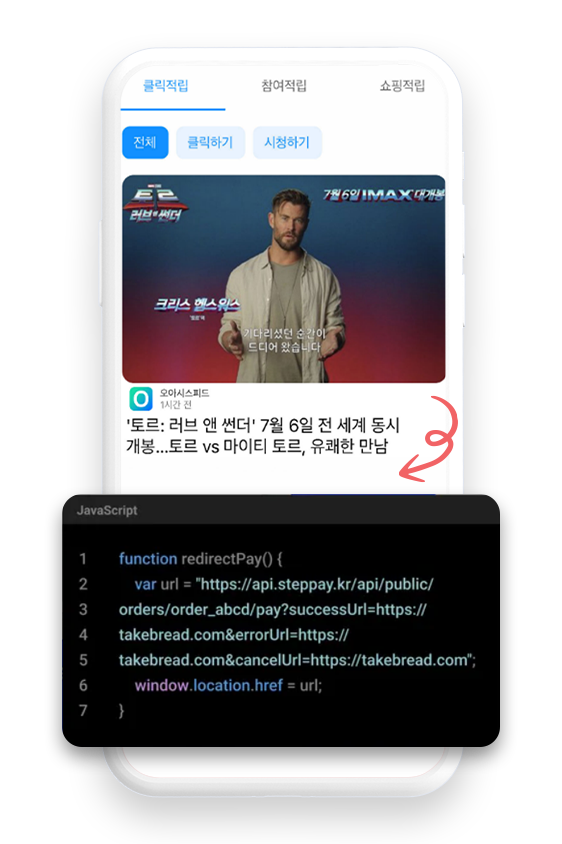 클릭적립 참여적립 쇼핑적립
전체 클릭하기 시청하기
토르
러브 앤 썬더
7월 6일 IMAX 대개봉
크리스 헴스워스
'토르' 역
기다리셨던 순간이
드디어 왔습니다
오아시스피드
1시간 전
'토르: 러브 앤 썬더' 7월 6일 전 세계 동시
개봉...토르 vs 마이티 토르, 유쾌한 만남
JavaScript
1 function redirectPay() {
2 var url = "https://api.steppay.kr/api/public/
3 orders/order_abcd/pay?successUrl=https://
4 takebread.com&errorUrl=https://
5 takebread.com&cancelUrl=https://takebread.com";
6 window.location.href = url;
7 }